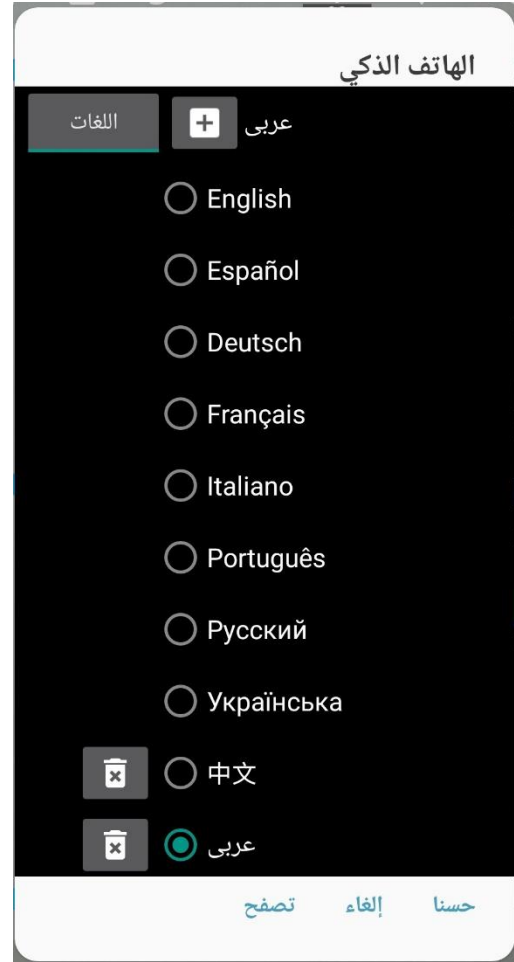 الهاتف الذكي
عربى اللغات
English
Español
Deutsch
Français
Italiano
Português
Русский
Українська
中文
عربى
حسنا إلغاء تصفح